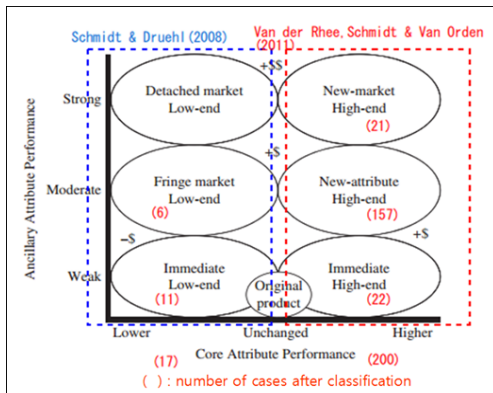 Schmidt & Druehl (2008)
Van der Rhee, Schmidt & Van Orden
(2011)
+$$
Strong
Detached market
Low-end
New-market
High-end
(21)
+$
Moderate
Fringe market
Low-end
(6)
New-attribute
High-end
(157)
-$
+$
Weak
Immediate
Low-end
(11)
Original
product
Immediate
High-end
(22)
Ancillary Attribute Performance
Lower
Unchanged
Higher
(17)
Core Attribute Performance
(200)
( ) : number of cases after classification